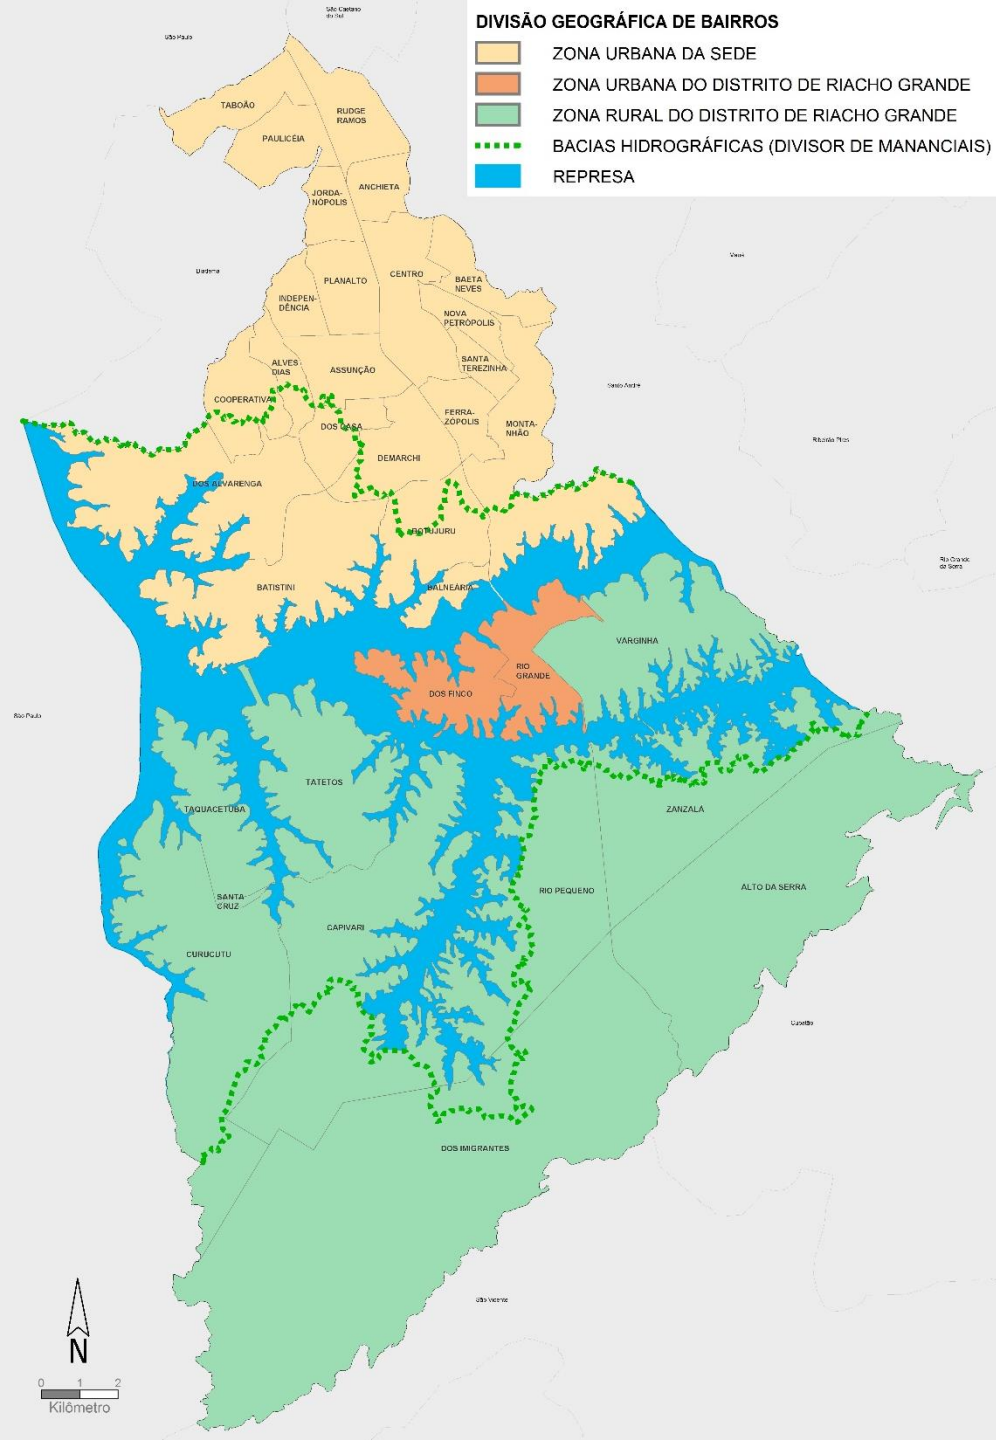 São Caetano
do Sul
São Paulo
DIVISÃO GEOGRÁFICA DE BAIRROS
ZONA URBANA DA SEDE
ZONA URBANA DO DISTRITO DE RIACHO GRANDE
ZONA RURAL DO DISTRITO DE RIACHO GRANDE
BACIAS HIDROGRÁFICAS (DIVISOR DE MANANCIAIS)
REPRESA
TABOÃO
RUDGE
RAMOS
PAULICÉIA
ANCHIETA
JORDA-
NÓPOLIS
Mauá
Diadema
CENTRO
PLANALTO
BAETA
NEVES
INDEPEN-
DÊNCIA
NOVA
PETRÓPOLIS
ALVES
DIAS
ASSUNÇÃO
SANTA
TEREZINHA
Santo André
COOPERATIVA
FERRA-
ZÓPOLIS
DOS CASA
MONTA-
NHÃO
Ribeirão Pires
DEMARCHI
DOS ALVARENGA
BOTUJURU
Rio Grande
da Serra
BATISTINI
BALNEÁRIA
VARGINHA
RIO
GRANDE
DOS FINCO
São Paulo
TATETOS
TAQUACETUBA
ZANZALÁ
RIO PEQUENO
ALTO DA SERRA
SANTA
CRUZ
CAPIVARI
CURUCUTU
Cubatão
DOS IMIGRANTES
São Vicente
N
0 1 2
Kilômetro